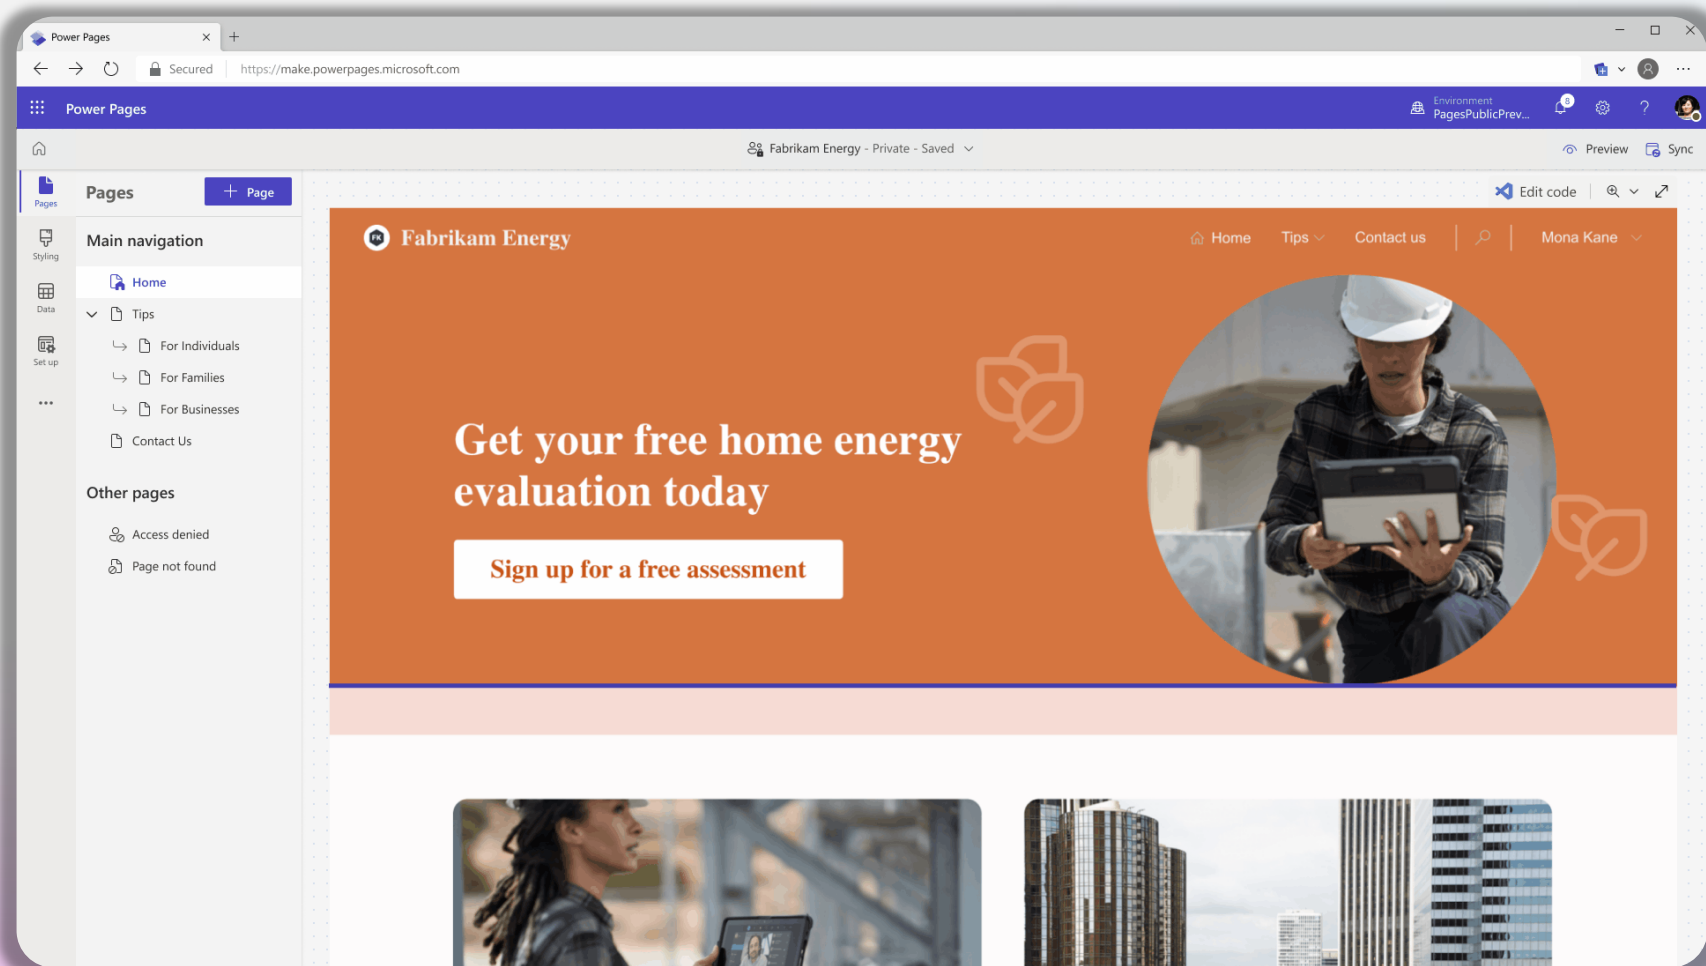 Power Pages
Secured
https://make.powerpages.microsoft.com
Power Pages
Environment
PagesPublicPrev...
8
?
Fabrikam Energy - Private - Saved
Preview
Sync
Pages
Styling
Data
Set up
Pages
+ Page
Main navigation
Home
Tips
For Individuals
For Families
For Businesses
Contact Us
Other pages
Access denied
Page not found
Edit code
FK
Fabrikam Energy
Home
Tips
Contact us
Mona Kane
Get your free home energy
evaluation today
Sign up for a free assessment